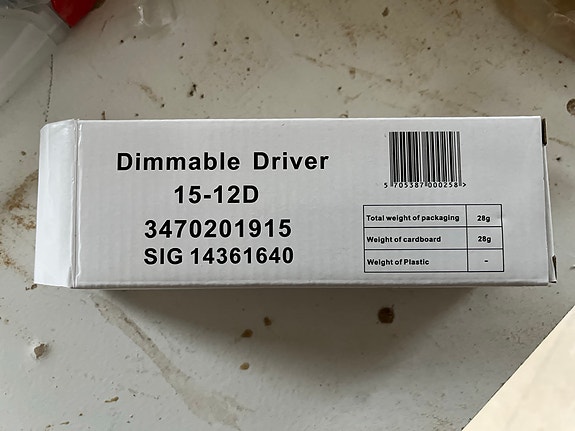 Dimmable Driver
15-12D
3470201915
SIG 14361640
5 705387 000258 >
Total weight of packaging 28g
Weight of cardboard 28g
Weight of Plastic -